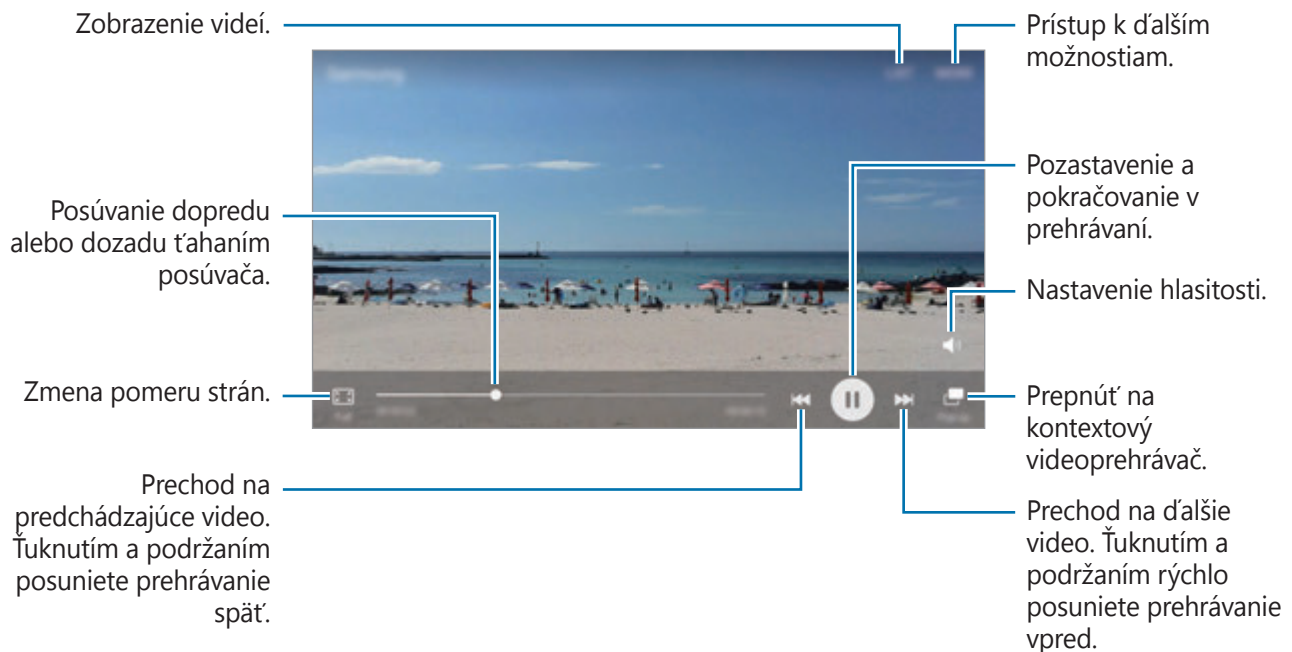 Zobrazenie videí.
Prístup k ďalším
možnostiam.
Samsung
Pozastavenie a
pokračovanie v
prehrávaní.
Posúvanie dopredu
alebo dozadu ťahaním
posúvača.
Nastavenie hlasitosti.
Zmena pomeru strán.
Prepnúť na
kontextový
videoprehrávač.
Prechod na
predchádzajúce video.
Ťuknutím a podržaním
posuniete prehrávanie
späť.
Prechod na ďalšie
video. Ťuknutím a
podržaním rýchlo
posuniete prehrávanie
vpred.